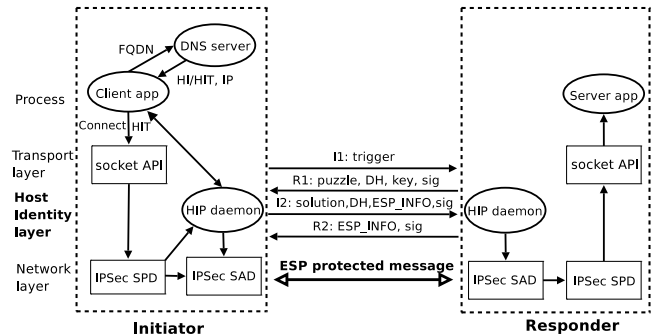 FQDN
DNS server
HI/HIT, IP
Process
Client app
Server app
Connect
HIT
Transport
layer
socket API
I1: trigger
socket API
R1: puzzle, DH, key, sig
Host
Identity
layer
HIP daemon
I2: solution,DH,ESP_INFO,sig
HIP daemon
R2: ESP_INFO, sig
Network
layer
IPSec SPD
IPSec SAD
ESP protected message
IPSec SAD
IPSec SPD
Initiator
Responder